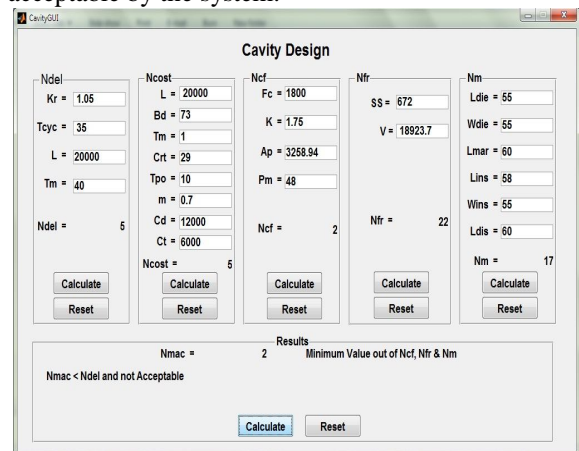 acceptable by the system.
CavityGUI
Cavity Design
Ndel
Kr = 1.05
Tcyc = 35
L = 20000
Tm = 40
Ndel = 5
Calculate
Reset
Ncost
L = 20000
Bd = 73
Tm = 1
Crt = 29
Tpo = 10
m = 0.7
Cd = 12000
Ct = 6000
Ncost = 5
Calculate
Reset
Ncf
Fc = 1800
K = 1.75
Ap = 3258.94
Pm = 48
Ncf = 2
Calculate
Reset
Nfr
SS = 672
V = 18923.7
Nfr = 22
Calculate
Reset
Nm
Ldie = 55
Wdie = 55
Lmar = 60
Lins = 58
Wins = 55
Ldis = 60
Nm = 17
Calculate
Reset
Results
Nmac = 2 Minimum Value out of Ncf, Nfr & Nm
Nmac < Ndel and not Acceptable
Calculate
Reset